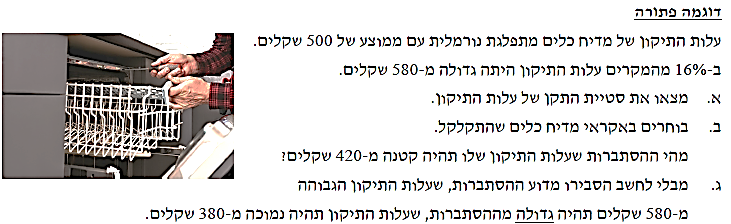 דוגמה פתורה
עלות התיקון של מדיח כלים מתפלגת נורמלית עם ממוצע של 500 שקלים.
ב-16% מהמקרים עלות התיקון היתה גדולה מ-580 שקלים.
א. מצאו את סטיית התקן של עלות התיקון.
ב. בוחרים באקראי מדיח כלים שהתקלקל.
מהי ההסתברות שעלות התיקון שלו תהיה קטנה מ-420 שקלים?
ג. מבלי לחשב הסבירו מדוע ההסתברות, שעלות התיקון הגבוהה
מ-580 שקלים תהיה גדולה מההסתברות, שעלות התיקון תהיה נמוכה מ-380 שקלים.